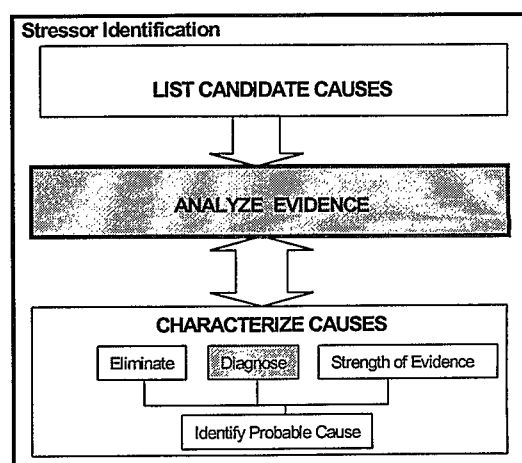 Stressor Identification
LIST CANDIDATE CAUSES
ANALYZE EVIDENCE
CHARACTERIZE CAUSES
Eliminate
Diagnose
Strength of Evidence
Identify Probable Cause